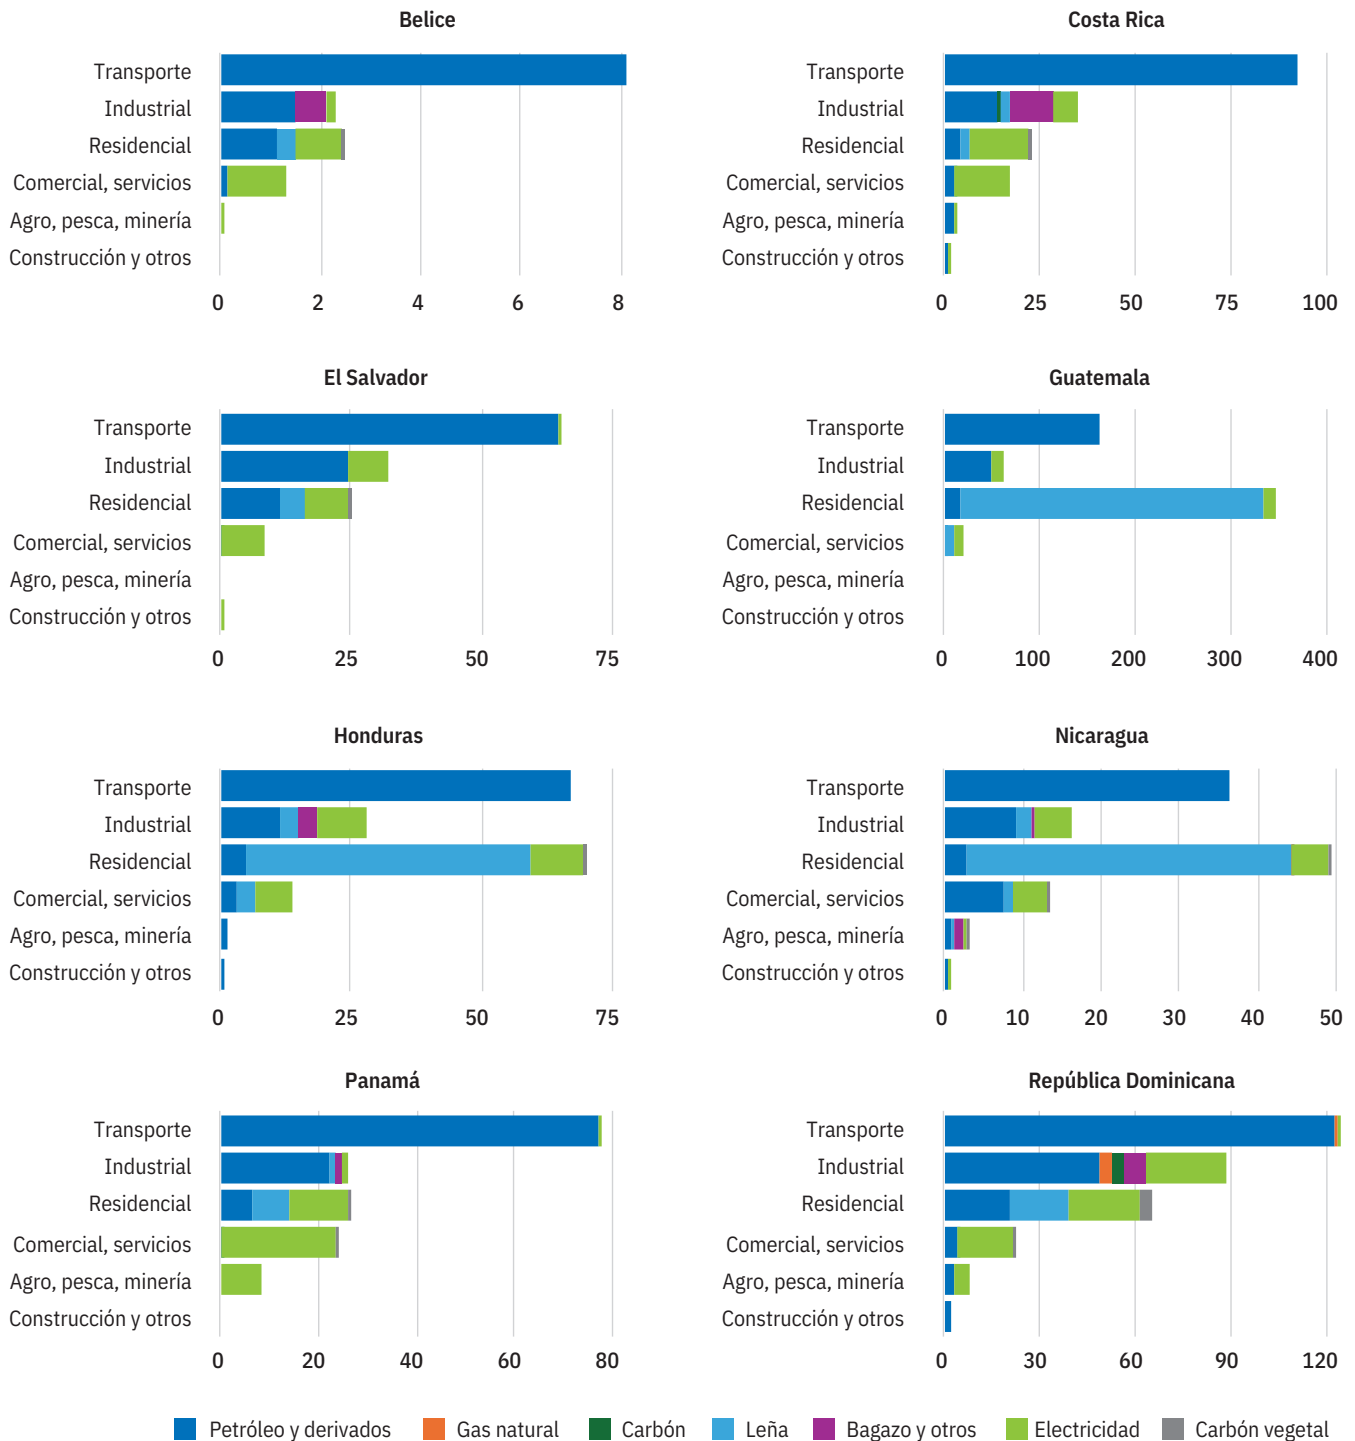 Belice
Transporte
Industrial
Residencial
Comercial, servicios
Agro, pesca, minería
Construcción y otros
0 2 4 6 8
Costa Rica
Transporte
Industrial
Residencial
Comercial, servicios
Agro, pesca, minería
Construcción y otros
0 25 50 75 100
El Salvador
Transporte
Industrial
Residencial
Comercial, servicios
Agro, pesca, minería
Construcción y otros
0 25 50 75
Guatemala
Transporte
Industrial
Residencial
Comercial, servicios
Agro, pesca, minería
Construcción y otros
0 100 200 300 400
Honduras
Transporte
Industrial
Residencial
Comercial, servicios
Agro, pesca, minería
Construcción y otros
0 25 50 75
Nicaragua
Transporte
Industrial
Residencial
Comercial, servicios
Agro, pesca, minería
Construcción y otros
0 10 20 30 40 50
Panamá
Transporte
Industrial
Residencial
Comercial, servicios
Agro, pesca, minería
Construcción y otros
0 20 40 60 80
República Dominicana
Transporte
Industrial
Residencial
Comercial, servicios
Agro, pesca, minería
Construcción y otros
0 30 60 90 120
Petróleo y derivados Gas natural Carbón Leña Bagazo y otros Electricidad Carbón vegetal